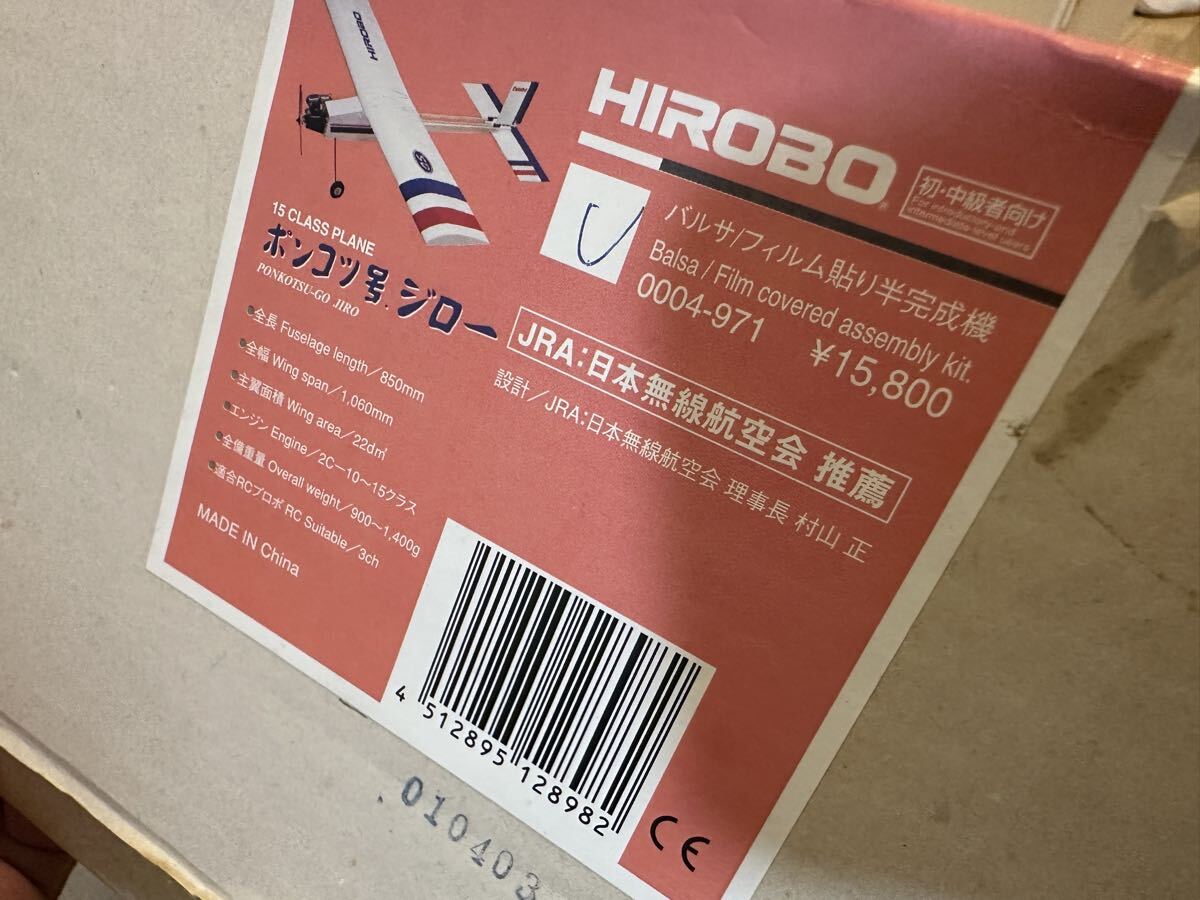 HIROBO
HIROBO
初・中級者向け
For introductory and
intermediate level users.
バルサ/フィルム貼り半完成機
Balsa / Film covered assembly kit.
0004-971 ¥15,800
15 CLASS PLANE
ポンコツ号.ジロー
PONKOTSU-GO JIRO
JRA:日本無線航空会 推薦
設計/JRA:日本無線航空会 理事長 村山 正
●全長 Fuselage length/850mm
●全幅 Wing span/1,060mm
●主翼面積 Wing area/22d㎡
●エンジン Engine/2C-10〜15クラス
●全備重量 Overall weight/900〜1,400g
●適合RCプロポ RC Suitable/3ch
MADE IN China
4 512895 128982
CE
010403